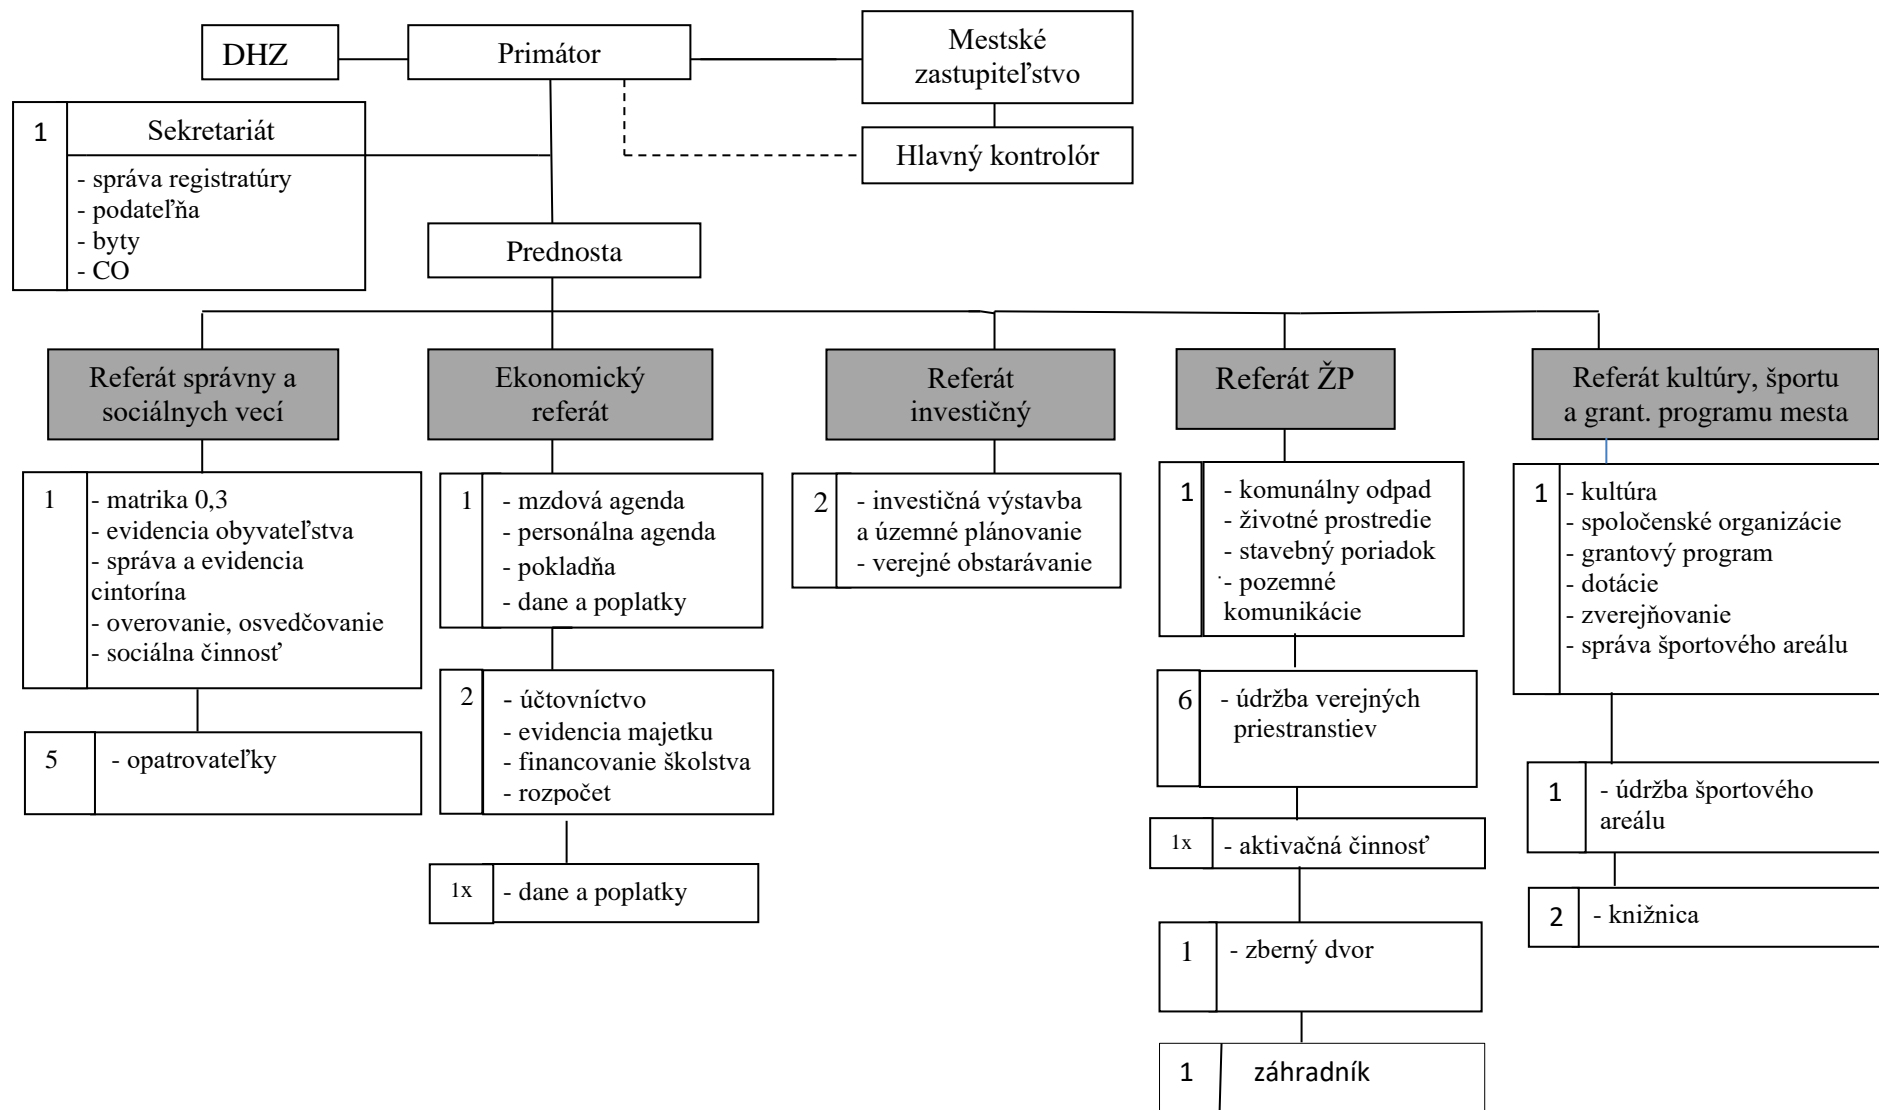 DHZ
Primátor
Mestské
zastupiteľstvo
1
Sekretariát
- správa registratúry
- podateľňa
- byty
- CO
Hlavný kontrolór
Prednosta
Referát správny a
sociálnych vecí
Ekonomický
referát
Referát
investičný
Referát ŽP
Referát kultúry, športu
a grant. programu mesta
1
- matrika 0,3
- evidencia obyvateľstva
- správa a evidencia
cintorína
- overovanie, osvedčovanie
- sociálna činnosť
5
- opatrovateľky
1
- mzdová agenda
- personálna agenda
- pokladňa
- dane a poplatky
2
- účtovníctvo
- evidencia majetku
- financovanie školstva
- rozpočet
1x
- dane a poplatky
2
- investičná výstavba
a územné plánovanie
- verejné obstarávanie
1
- komunálny odpad
- životné prostredie
- stavebný poriadok
- pozemné
komunikácie
6
- údržba verejných
priestranstiev
1x
- aktivačná činnosť
1
- zberný dvor
1
záhradník
1
- kultúra
- spoločenské organizácie
- grantový program
- dotácie
- zverejňovanie
- správa športového areálu
1
- údržba športového
areálu
2
- knižnica